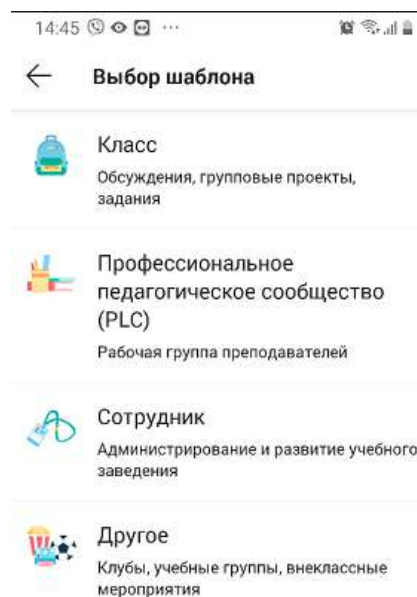 14:45
Выбор шаблона
Класс
Обсуждения, групповые проекты,
задания
Профессиональное
педагогическое сообщество
(PLC)
Рабочая группа преподавателей
Сотрудник
Администрирование и развитие учебного
заведения
Другое
Клубы, учебные группы, внеклассные
мероприятия